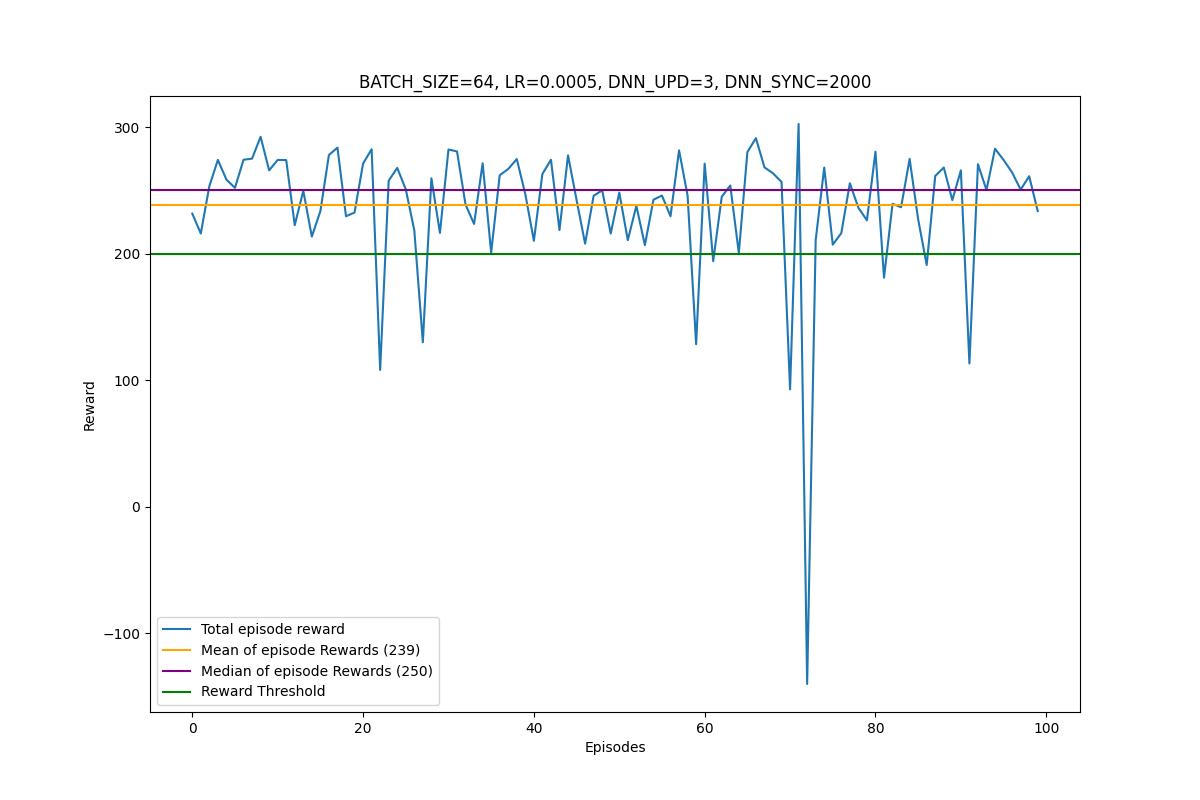 BATCH_SIZE=64, LR=0.0005, DNN_UPD=3, DNN_SYNC=2000
300
200
100
0
−100
Reward
Total episode reward
Mean of episode Rewards (239)
Median of episode Rewards (250)
Reward Threshold
0 20 40 60 80 100
Episodes